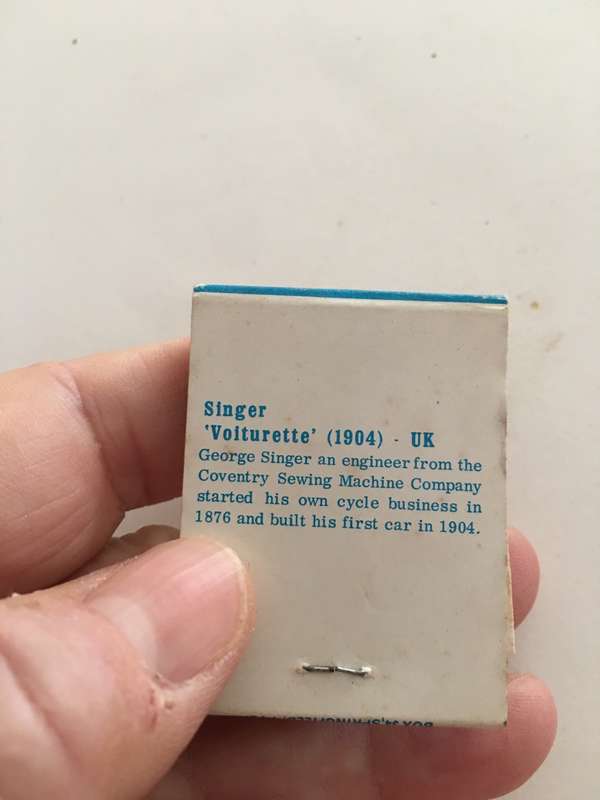 Singer
'Voiturette' (1904) - UK
George Singer an engineer from the
Coventry Sewing Machine Company
started his own cycle business in
1876 and built his first car in 1904.